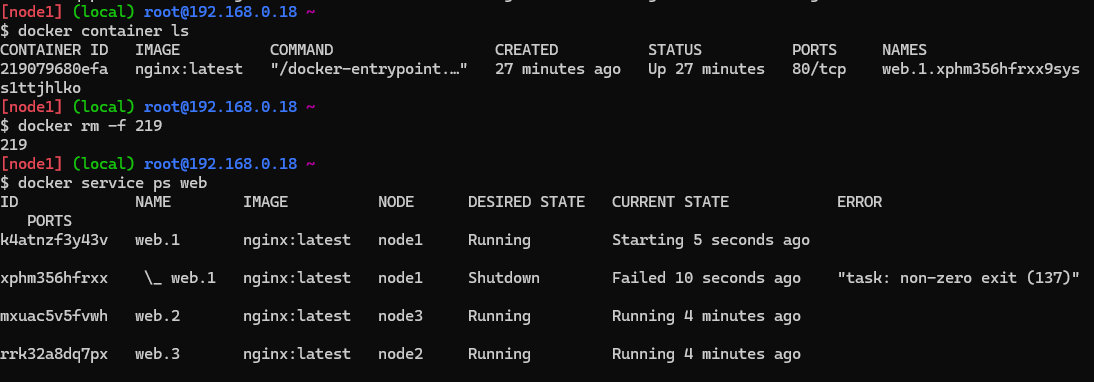 [node1] (local) root@192.168.0.18 ~
$ docker container ls
CONTAINER ID   IMAGE          COMMAND                  CREATED          STATUS          PORTS     NAMES
219079680efa   nginx:latest   "/docker-entrypoint.…"   27 minutes ago   Up 27 minutes   80/tcp    web.1.xphm356hfrxx9sys
s1ttjhlko
[node1] (local) root@192.168.0.18 ~
$ docker rm -f 219
219
[node1] (local) root@192.168.0.18 ~
$ docker service ps web
ID             NAME        IMAGE          NODE      DESIRED STATE   CURRENT STATE            ERROR
   PORTS
k4atnzf3y43v   web.1       nginx:latest   node1     Running         Starting 5 seconds ago
xphm356hfrxx    \_ web.1   nginx:latest   node1     Shutdown        Failed 10 seconds ago    "task: non-zero exit (137)"
mxuac5v5fvwh   web.2       nginx:latest   node3     Running         Running 4 minutes ago
rrk32a8dq7px   web.3       nginx:latest   node2     Running         Running 4 minutes ago